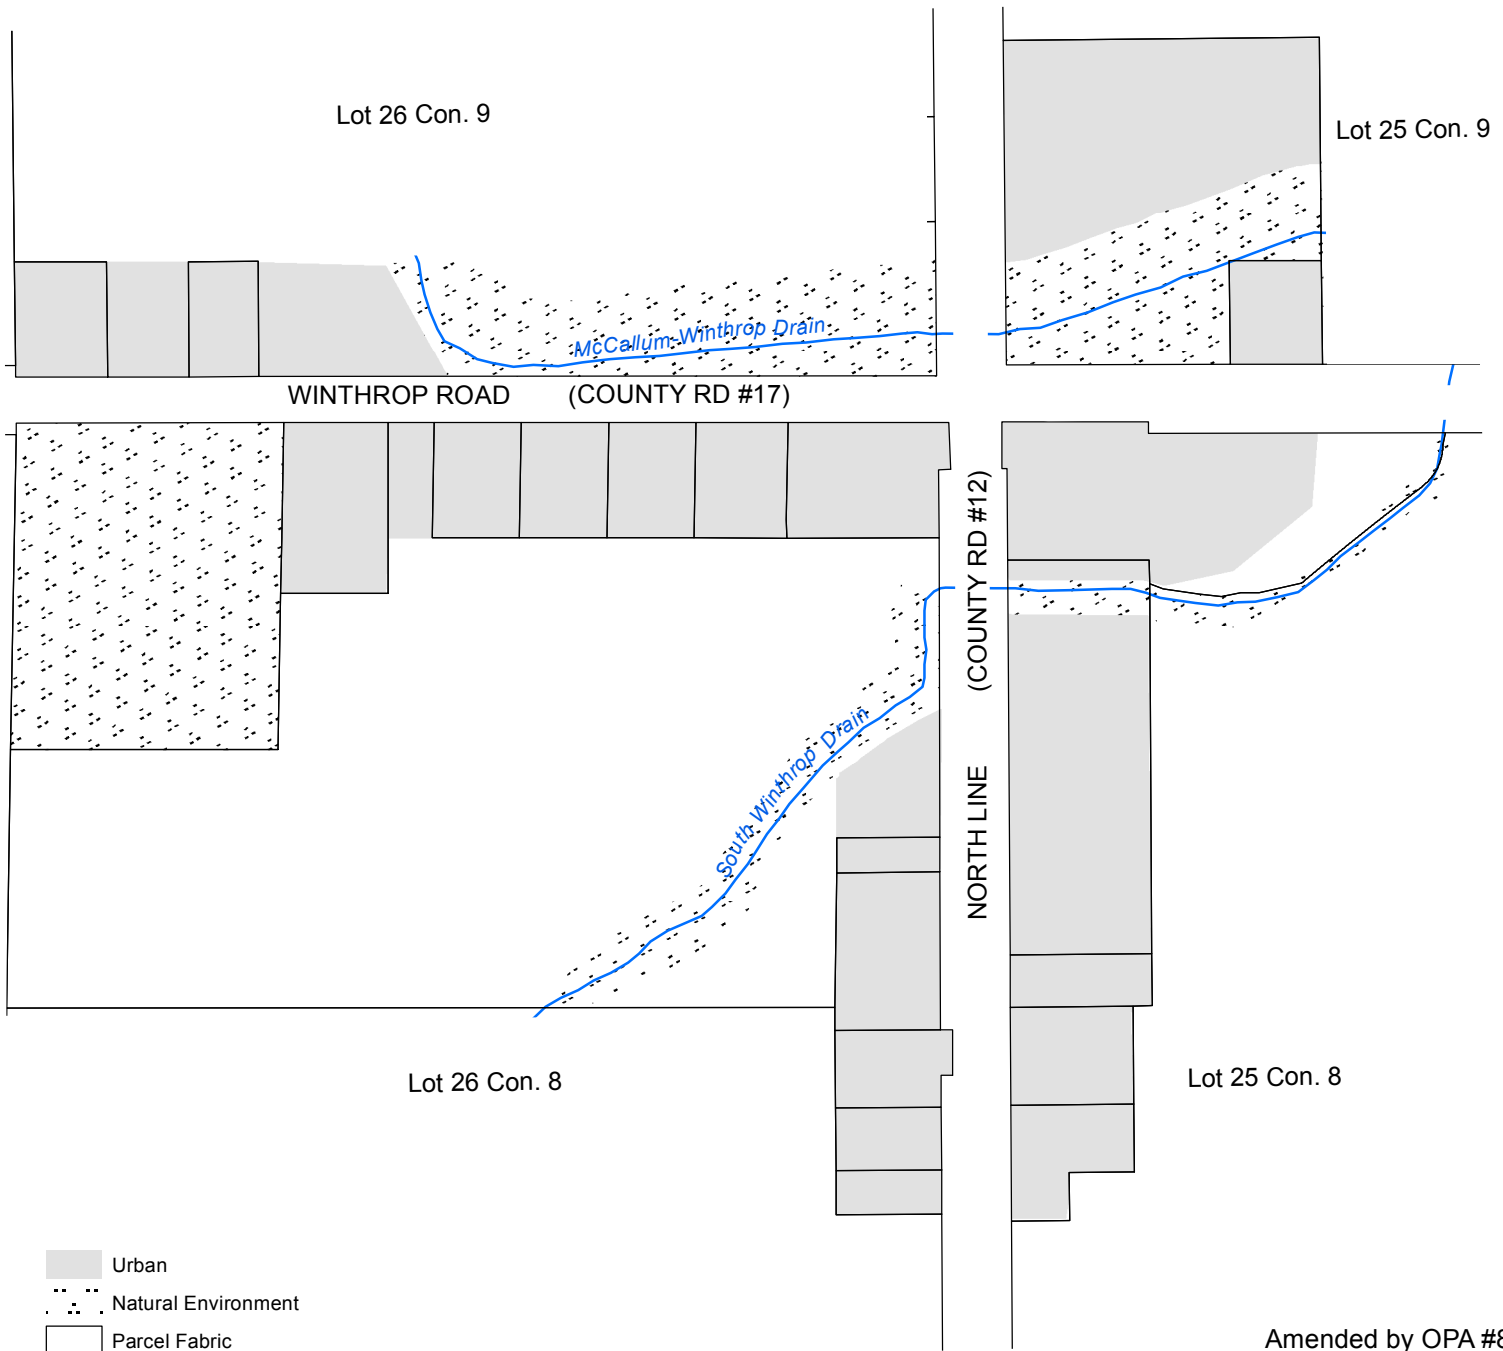 Lot 26 Con. 9
Lot 25 Con. 9
McCallum-Winthrop Drain
WINTHROP ROAD (COUNTY RD #17)
NORTH LINE (COUNTY RD #12)
South Winthrop Drain
Lot 26 Con. 8
Lot 25 Con. 8
Urban
Natural Environment
Parcel Fabric
Amended by OPA #8